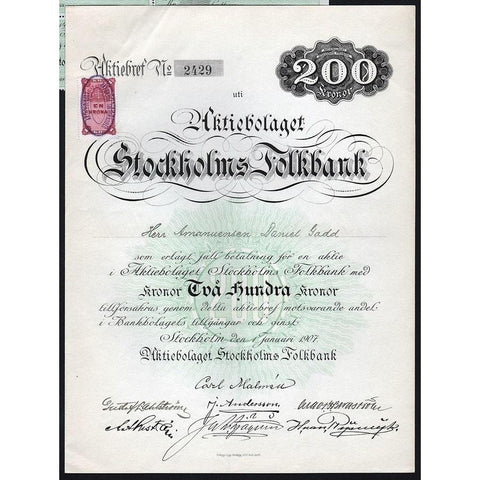 Aktiebref No 2429
200
Kronor
uti
EN
KRONA
Aktiebolaget
Stockholms Folkbank
Herr Amanuensen Daniel Gadd
som erlagt full betalning för en aktie
i Aktiebolaget Stockholms Folkbank med
Kronor Två Hundra Kronor
tillförsäkras genom detta aktiebref motsvarande andel
i Bankbolagets tillgångar och vinst.
Stockholm den 1 Januari 1907.
Aktiebolaget Stockholms Folkbank
Carl Malmén
J. Andersson